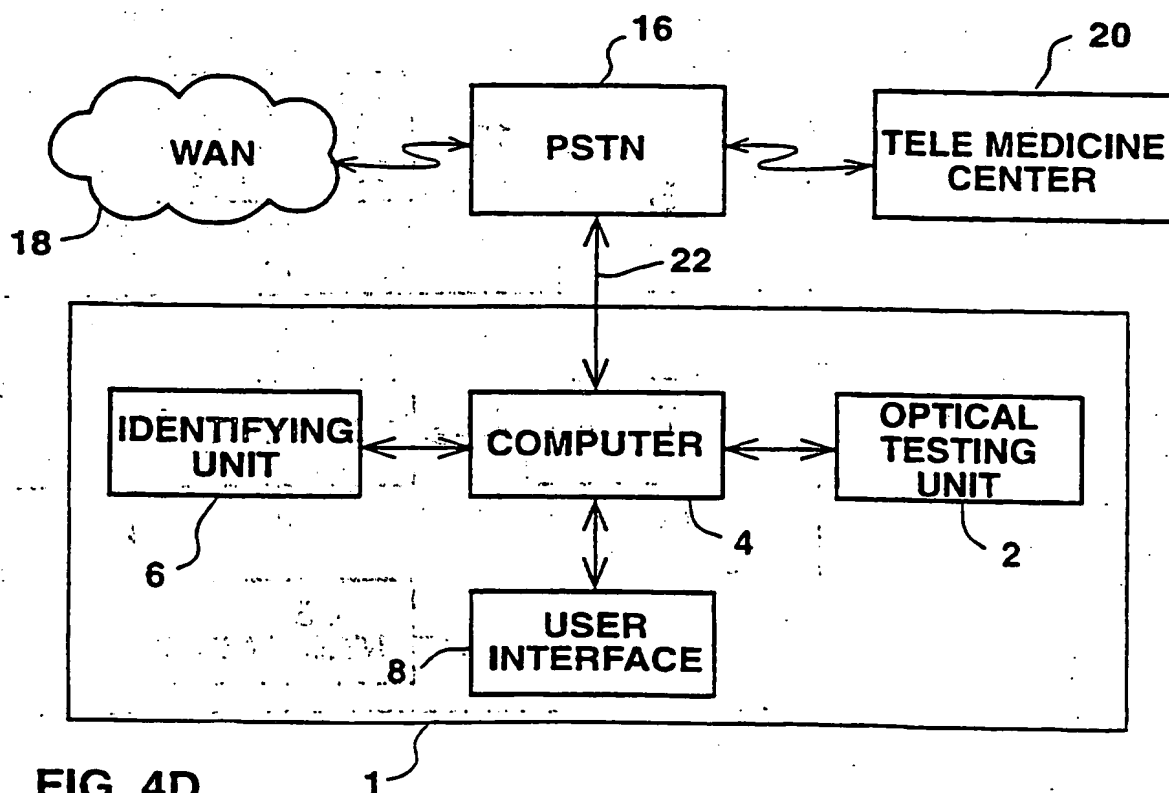 16
20
WAN
PSTN
TELE MEDICINE
CENTER
18
22
IDENTIFYING
UNIT
COMPUTER
OPTICAL
TESTING
UNIT
6
4
2
USER
INTERFACE
8
FIG. 4D
1